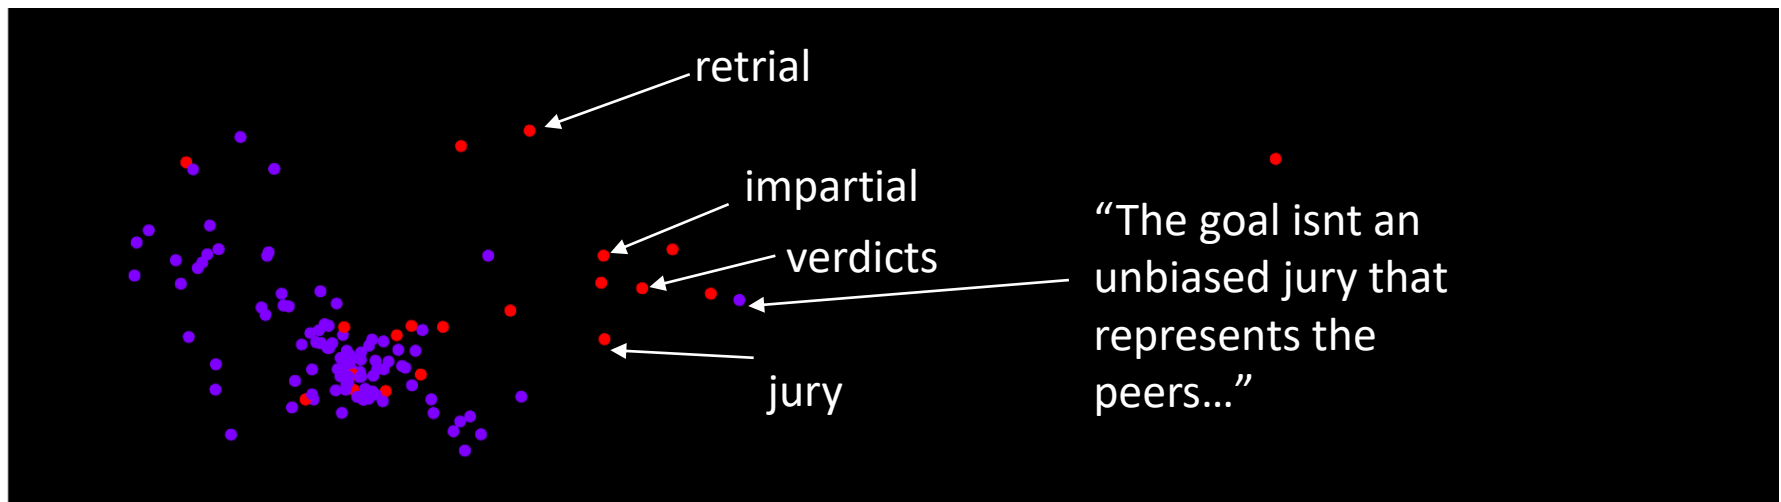 retrial
impartial
verdicts
jury
“The goal isnt an
unbiased jury that
represents the
peers…”